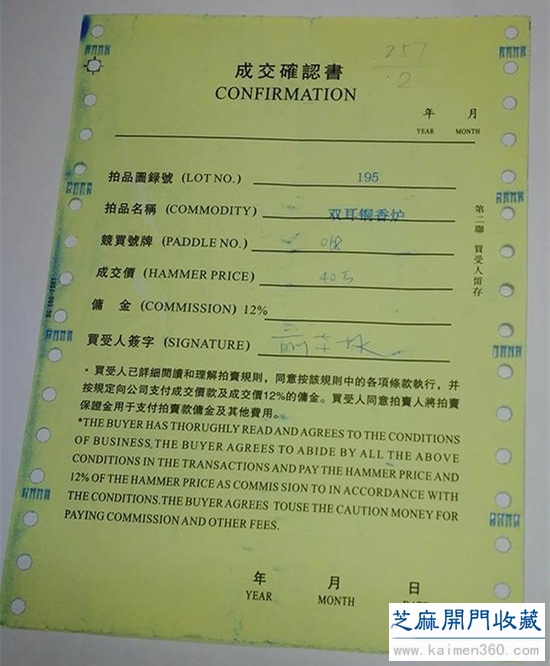 257
2
成交確認書
CONFIRMATION
年 月
YEAR MONTH
拍品圖録號 (LOT NO.) 195
拍品名稱 (COMMODITY) 双耳铜香炉
競買號牌 (PADDLE NO.) 018
成交價 (HAMMER PRICE) 40万
傭 金 (COMMISSION) 12%
買受人簽字 (SIGNATURE)
第二聯 買受人留存
* 買受人已詳細閲讀和理解拍賣規則，同意按該規則中的各項條款執行，并
按規定向公司支付成交價款及成交價12%的傭金。買受人同意拍賣人將拍賣
保證金用于支付拍賣款傭金及其他費用。
*THE BUYER HAS THORUGHLY READ AND AGREES TO THE CONDITIONS
OF BUSINESS,THE BUYER AGREES TO ABIDE BY ALL THE ABOVE
CONDITIONS IN THE TRANSACTIONS AND PAY THE HAMMER PRICE AND
12% OF THE HAMMER PRICE AS COMMIS SION TO IN ACCORDANCE WITH
THE CONDITIONS.THE BUYER AGREES TOUSE THE CAUTION MONEY FOR
PAYING COMMISSION AND OTHER FEES.
年 月 日
YEAR MONTH
芝麻開門收藏
www.kaimen360.com